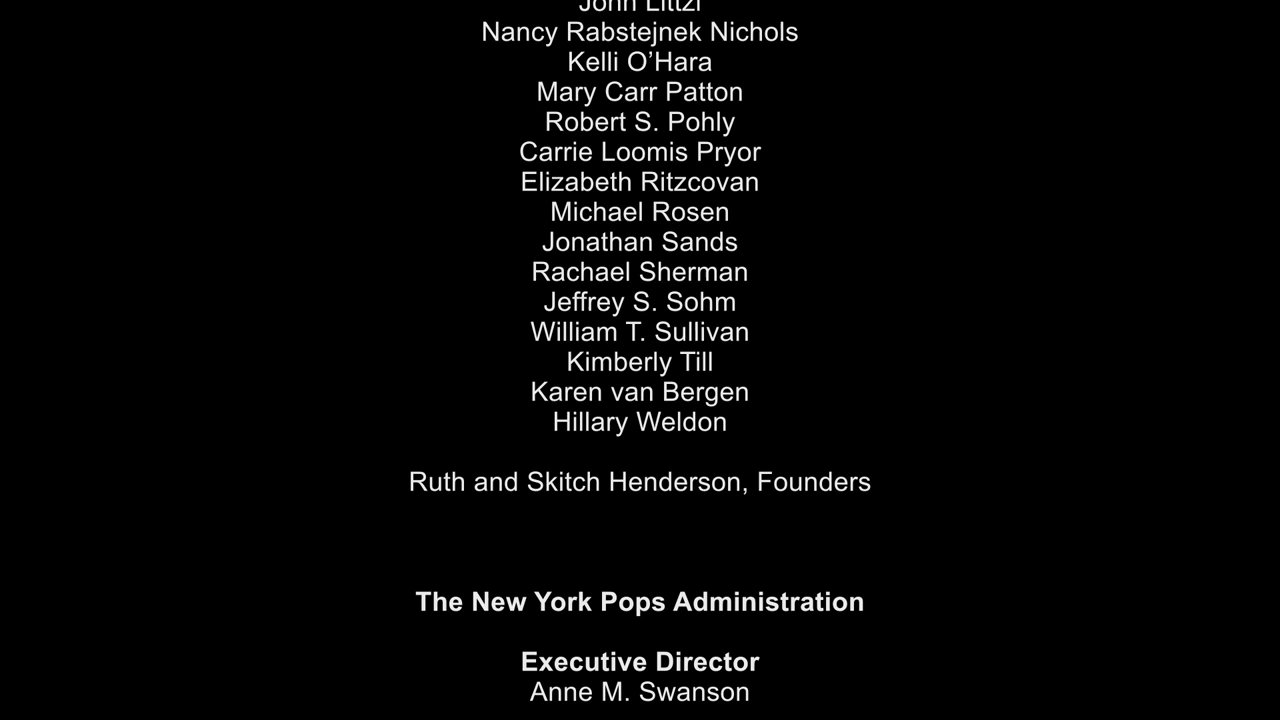 John
Nancy Rabstejnek Nichols
Kelli O’Hara
Mary Carr Patton
Robert S. Pohly
Carrie Loomis Pryor
Elizabeth Ritzcovan
Michael Rosen
Jonathan Sands
Rachael Sherman
Jeffrey S. Sohm
William T. Sullivan
Kimberly Till
Karen van Bergen
Hillary Weldon
Ruth and Skitch Henderson, Founders
The New York Pops Administration
Executive Director
Anne M. Swanson